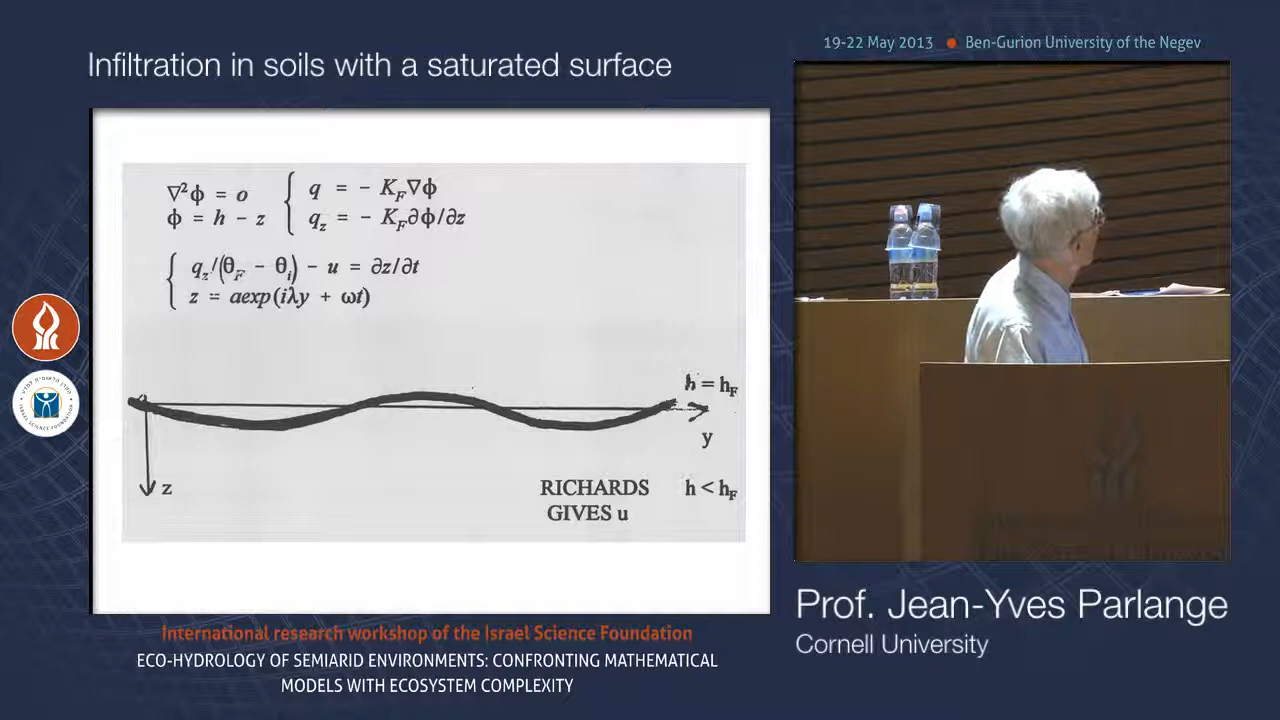 19-22 May 2013 ● Ben-Gurion University of the Negev
Infiltration in soils with a saturated surface
∇²ϕ = o
ϕ = h - z
q = - K_F∇ϕ
q_z = - K_F∂ϕ/∂z
q_z/(θ_F - θ_i) - u = ∂z/∂t
z = aexp(iλy + ωt)
h = h_F
y
z
RICHARDS h < h_F
GIVES u
Prof. Jean-Yves Parlange
Cornell University
International research workshop of the Israel Science Foundation
ECO-HYDROLOGY OF SEMIARID ENVIRONMENTS: CONFRONTING MATHEMATICAL
MODELS WITH ECOSYSTEM COMPLEXITY